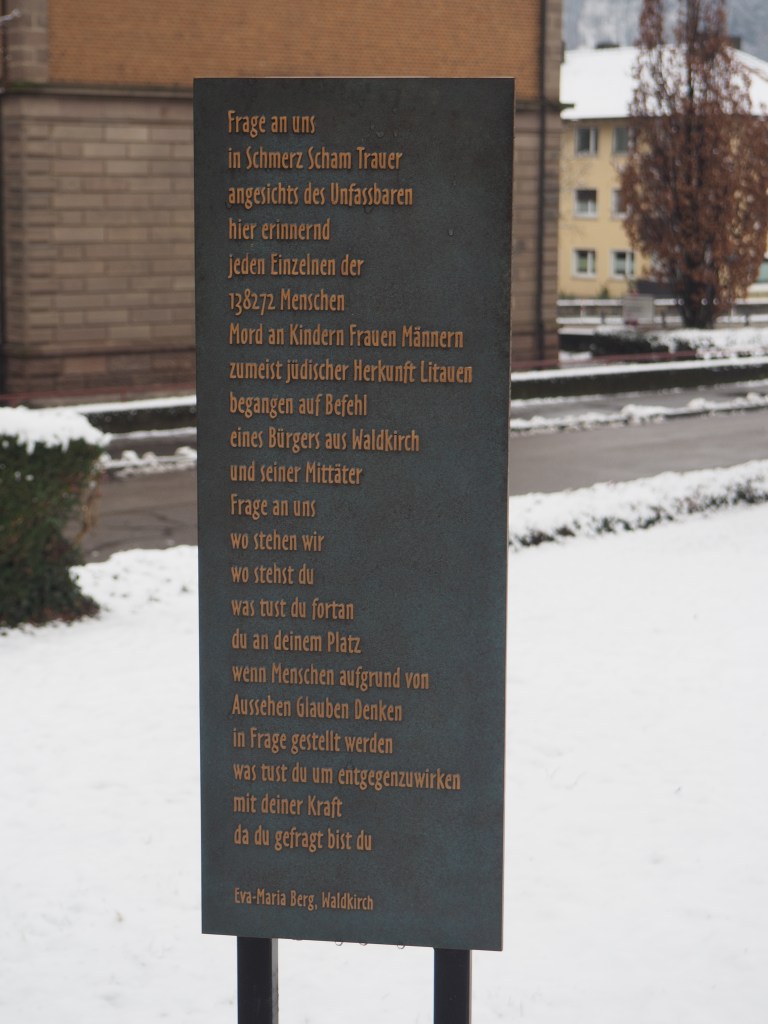 Frage an uns
in Schmerz Scham Trauer
angesichts des Unfassbaren
hier erinnernd
jeden Einzelnen der
138272 Menschen
Mord an Kindern Frauen Männern
zumeist jüdischer Herkunft Litauen
begangen auf Befehl
eines Bürgers aus Waldkirch
und seiner Mittäter
Frage an uns
wo stehen wir
wo stehst du
was tust du fortan
du an deinem Platz
wenn Menschen aufgrund von
Aussehen Glauben Denken
in Frage gestellt werden
was tust du um entgegenzuwirken
mit deiner Kraft
da du gefragt bist du
Eva-Maria Berg, Waldkirch